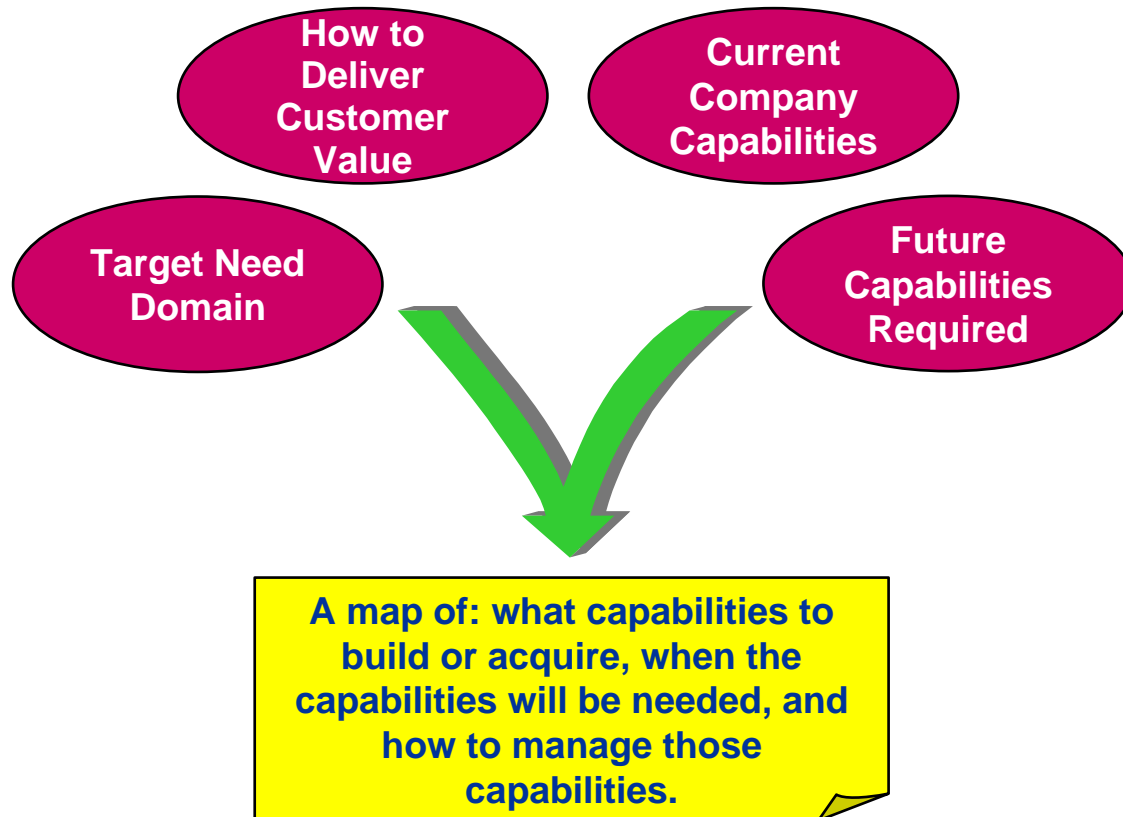 How to
Deliver
Customer
Value
Current
Company
Capabilities
Target Need
Domain
Future
Capabilities
Required
A map of: what capabilities to
build or acquire, when the
capabilities will be needed, and
how to manage those
capabilities.